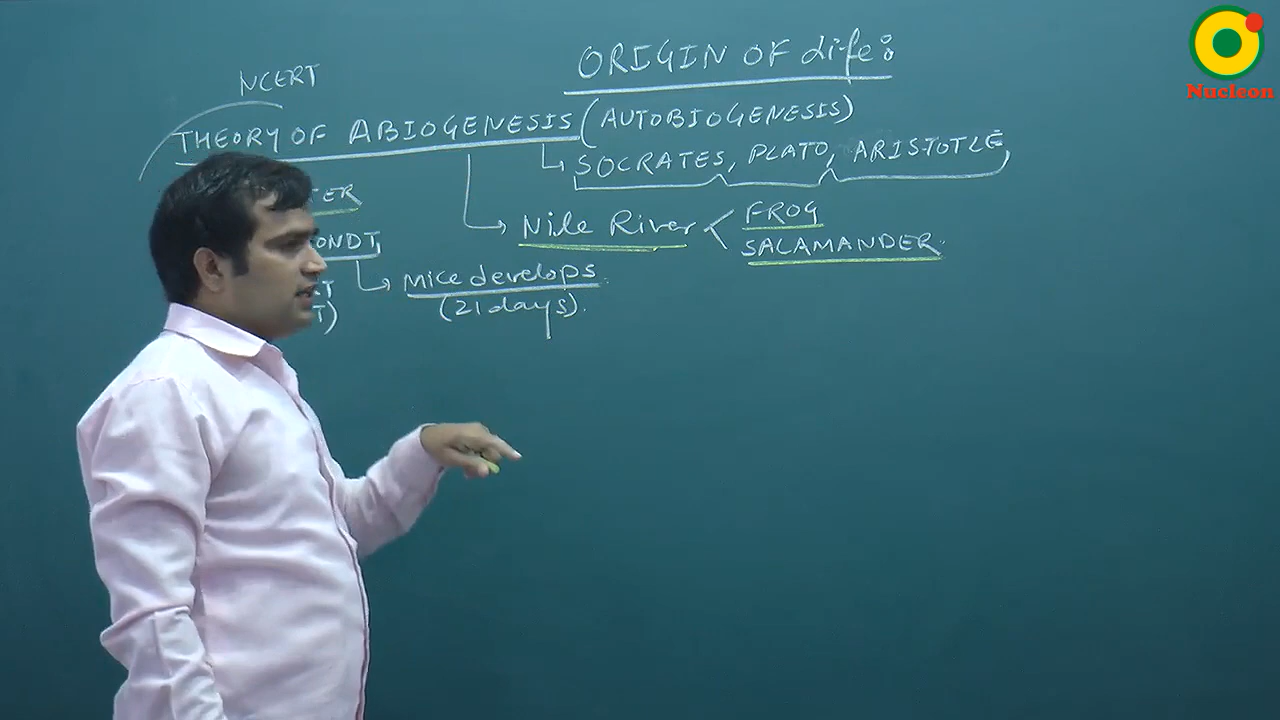 ORIGIN OF Life:
NCERT
THEORY OF ABIOGENESIS (AUTOBIOGENESIS)
SOCRATES, PLATO, ARISTOTLE,
Nile River < FROG
SALAMANDER.
Mice develops.
(21 days).
Nucleon